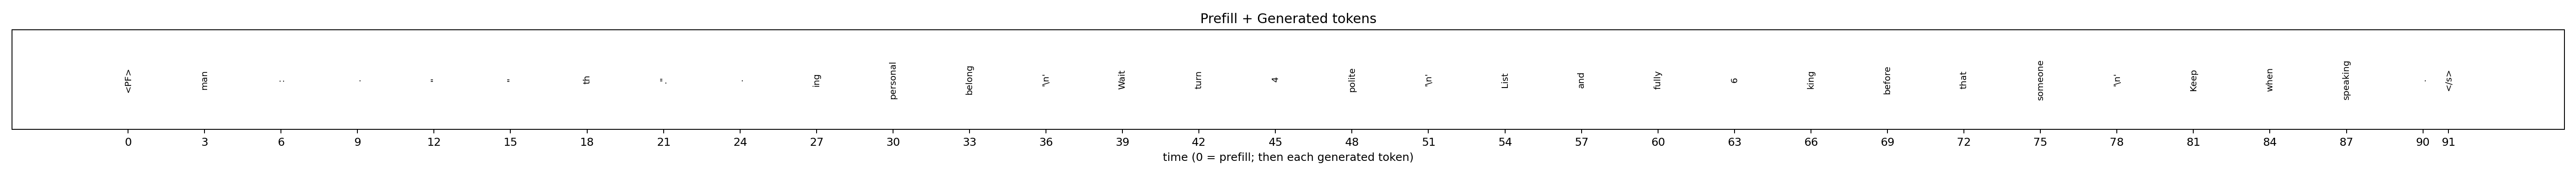 Prefill + Generated tokens
<PF> man : . " " th ". . ing personal belong '\n' Wait turn 4 polite '\n' List and fully 6 king before that someone '\n' Keep when speaking . </s>
0 3 6 9 12 15 18 21 24 27 30 33 36 39 42 45 48 51 54 57 60 63 66 69 72 75 78 81 84 87 90 91
time (0 = prefill; then each generated token)